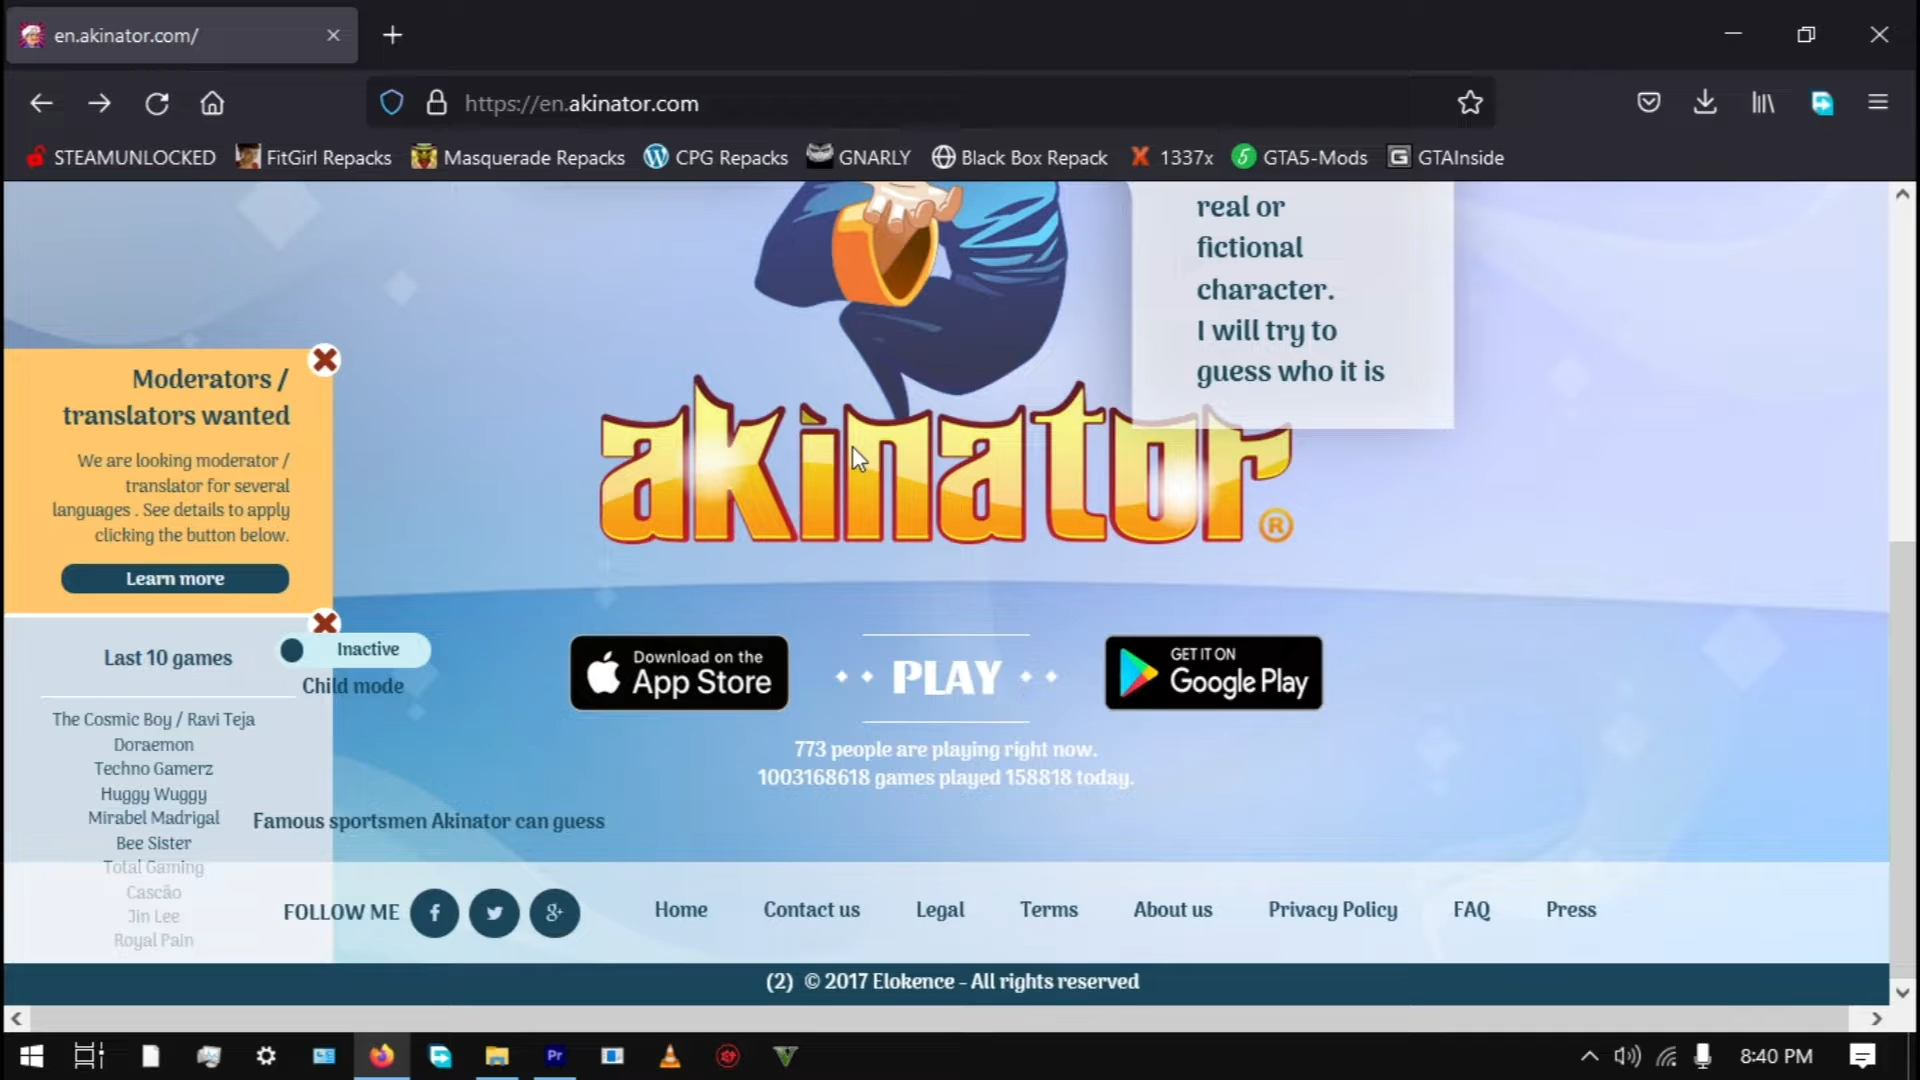 en.akinator.com/
https://en.akinator.com
STEAMUNLOCKED FitGirl Repacks Masquerade Repacks CPG Repacks GNARLY Black Box Repack 1337x GTA5-Mods GTAInside
real or
fictional
character.
I will try to
guess who it is
akinator®
Moderators /
translators wanted
We are looking moderator /
translator for several
languages . See details to apply
clicking the button below.
Learn more
Last 10 games
The Cosmic Boy / Ravi Teja
Doraemon
Techno Gamerz
Huggy Wuggy
Mirabel Madrigal
Bee Sister
Total Gaming
Cascão
Jin Lee
Royal Pain
Inactive
Child mode
Download on the
App Store
PLAY
GET IT ON
Google Play
773 people are playing right now.
1003168618 games played 158818 today.
Famous sportsmen Akinator can guess
FOLLOW ME
Home Contact us Legal Terms About us Privacy Policy FAQ Press
(2) © 2017 Elokence - All rights reserved
Pr
8:40 PM